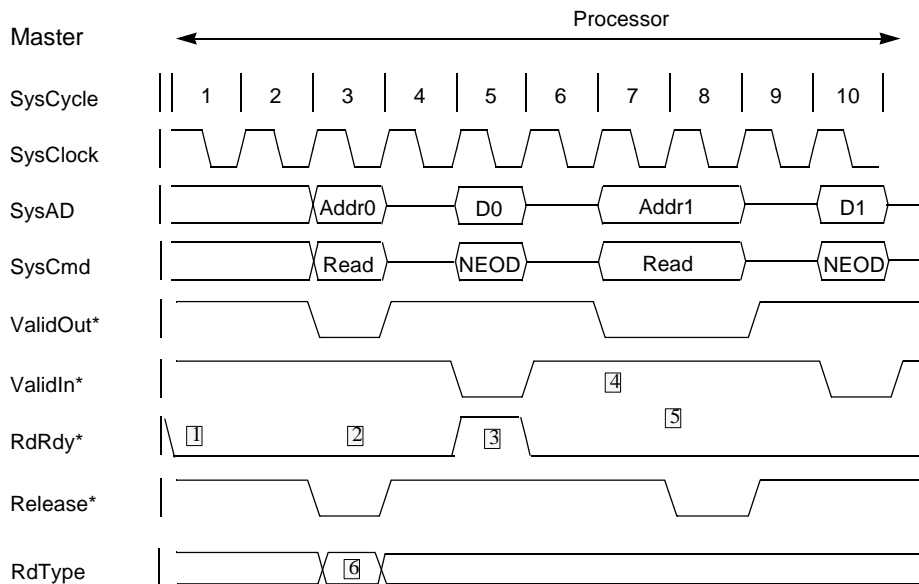 Processor
Master
SysCycle 1 2 3 4 5 6 7 8 9 10
SysClock
SysAD Addr0 D0 Addr1 D1
SysCmd Read NEOD Read NEOD
ValidOut*
ValidIn* 4
5
RdRdy* 1 2 3
Release*
RdType 6